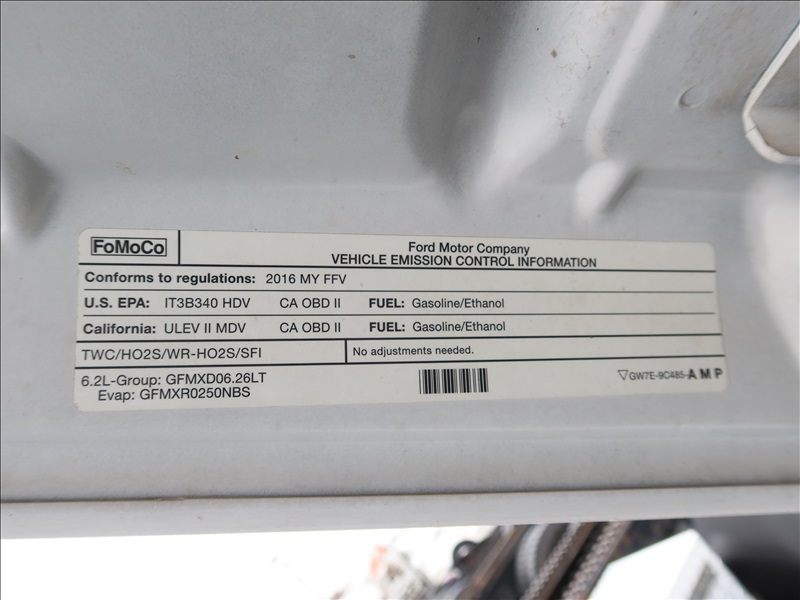 FoMoCo
Ford Motor Company
VEHICLE EMISSION CONTROL INFORMATION
Conforms to regulations: 2016 MY FFV
U.S. EPA: IT3B340 HDV CA OBD II FUEL: Gasoline/Ethanol
California: ULEV II MDV CA OBD II FUEL: Gasoline/Ethanol
TWC/HO2S/WR-HO2S/SFI No adjustments needed.
6.2L-Group: GFMXD06.26LT
Evap: GFMXR0250NBS
GW7E-9C485-AMP